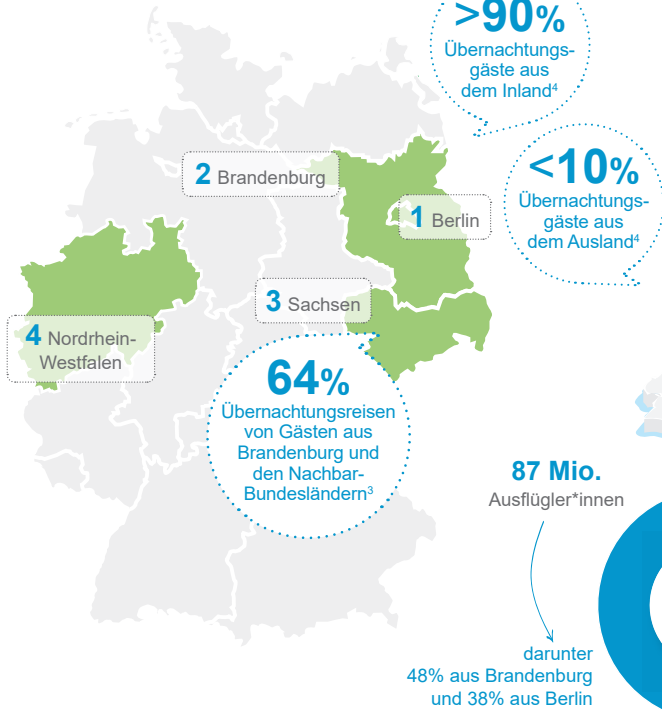 >90%
Übernachtungs-
gäste aus
dem Inland⁴
<10%
Übernachtungs-
gäste aus
dem Ausland⁴
2 Brandenburg
1 Berlin
3 Sachsen
4 Nordrhein-
Westfalen
64%
Übernachtungsreisen
von Gästen aus
Brandenburg und
den Nachbar-
Bundesländern³
87 Mio.
Ausflügler*innen
darunter
48% aus Brandenburg
und 38% aus Berlin